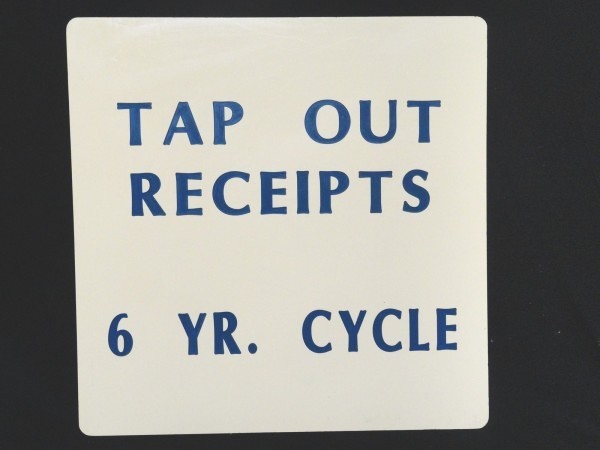 TAP OUT
RECEIPTS
6 YR. CYCLE